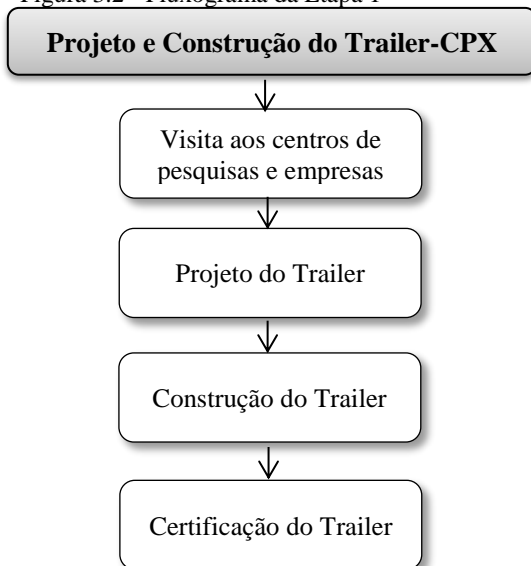 Figura 3.2 - Fluxograma da Etapa 1
Projeto e Construção do Trailer-CPX
Visita aos centros de
pesquisas e empresas
Projeto do Trailer
Construção do Trailer
Certificação do Trailer